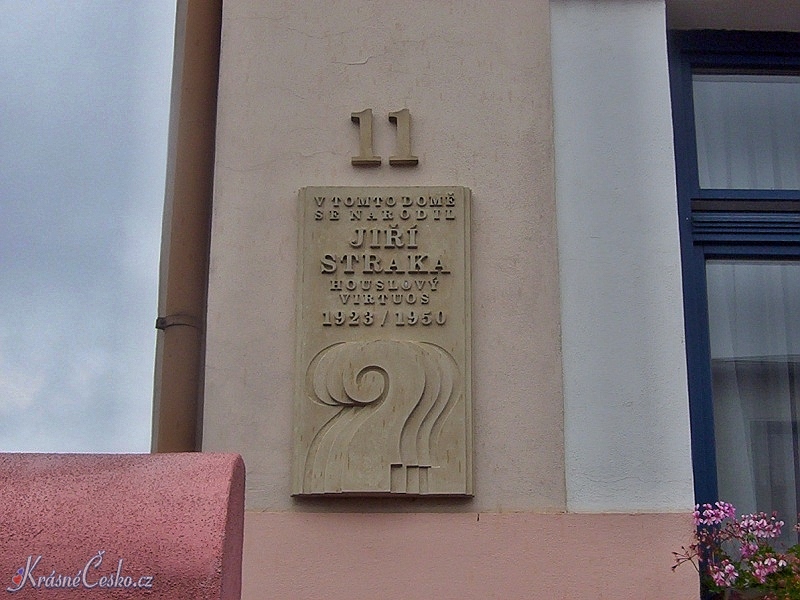 11
V TOMTO DOMĚ
SE NARODIL
JIŘÍ
STRAKA
HOUSLOVÝ
VIRTUOS
1923 / 1950
KrásnéČesko.cz